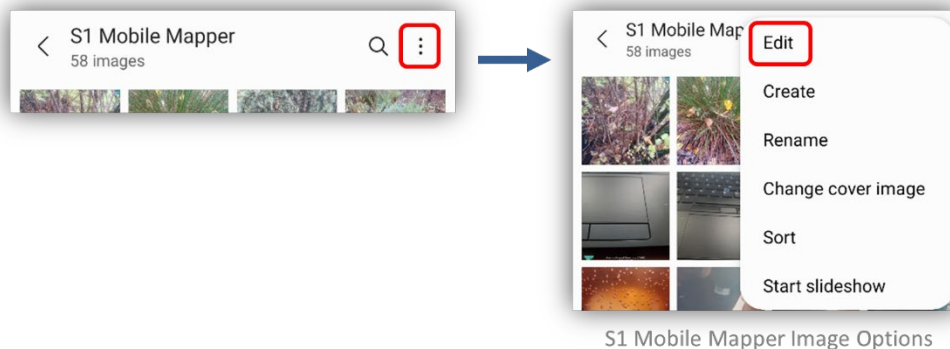 S1 Mobile Mapper
58 images
S1 Mobile Map
58 images
Edit
Create
Rename
Change cover image
Sort
Start slideshow
S1 Mobile Mapper Image Options